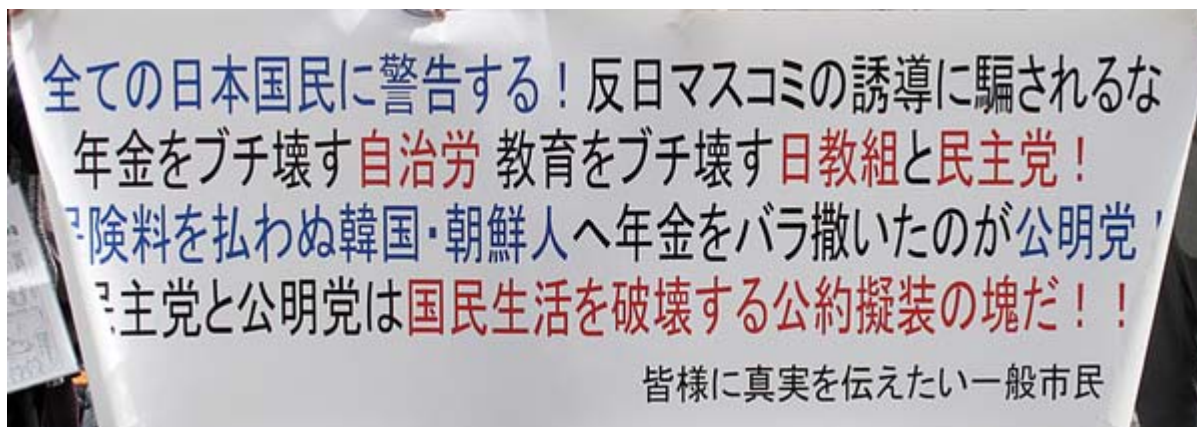 全ての日本国民に警告する！反日マスコミの誘導に騙されるな
年金をブチ壊す自治労 教育をブチ壊す日教組と民主党！
険料を払わぬ韓国・朝鮮人へ年金をバラ撒いたのが公明党！
主党と公明党は国民生活を破壊する公約擬装の塊だ！！
皆様に真実を伝えたい一般市民